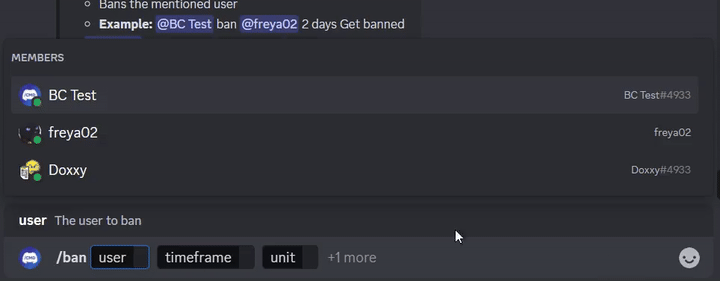 Bans the mentioned user
Example: @BC Test ban @freya02 2 days Get banned
MEMBERS
BC Test BC Test#4933
freya02 freya02
Doxxy Doxxy#4933
user The user to ban
/ban user timeframe unit +1 more